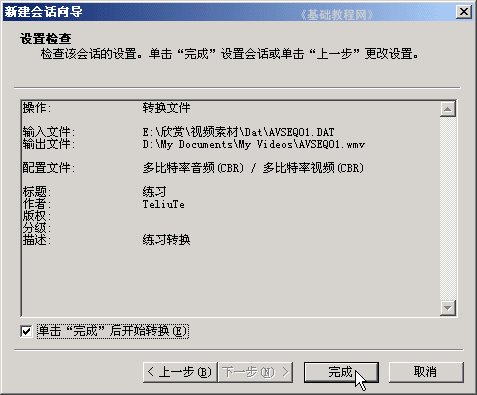 新建会话向导
《基础教程网》
设置检查
检查该会话的设置。单击“完成”设置会话或单击“上一步”更改设置。
操作: 转换文件
输入文件: E:\欣赏\视频素材\Dat\AVSEQ01.DAT
输出文件: D:\My Documents\My Videos\AVSEQ01.wmv
配置文件: 多比特率音频(CBR) / 多比特率视频(CBR)
标题: 练习
作者: TeliuTe
版权:
分级:
描述: 练习转换
单击“完成”后开始转换(E)
< 上一步(B) 下一步(N) > 完成 取消